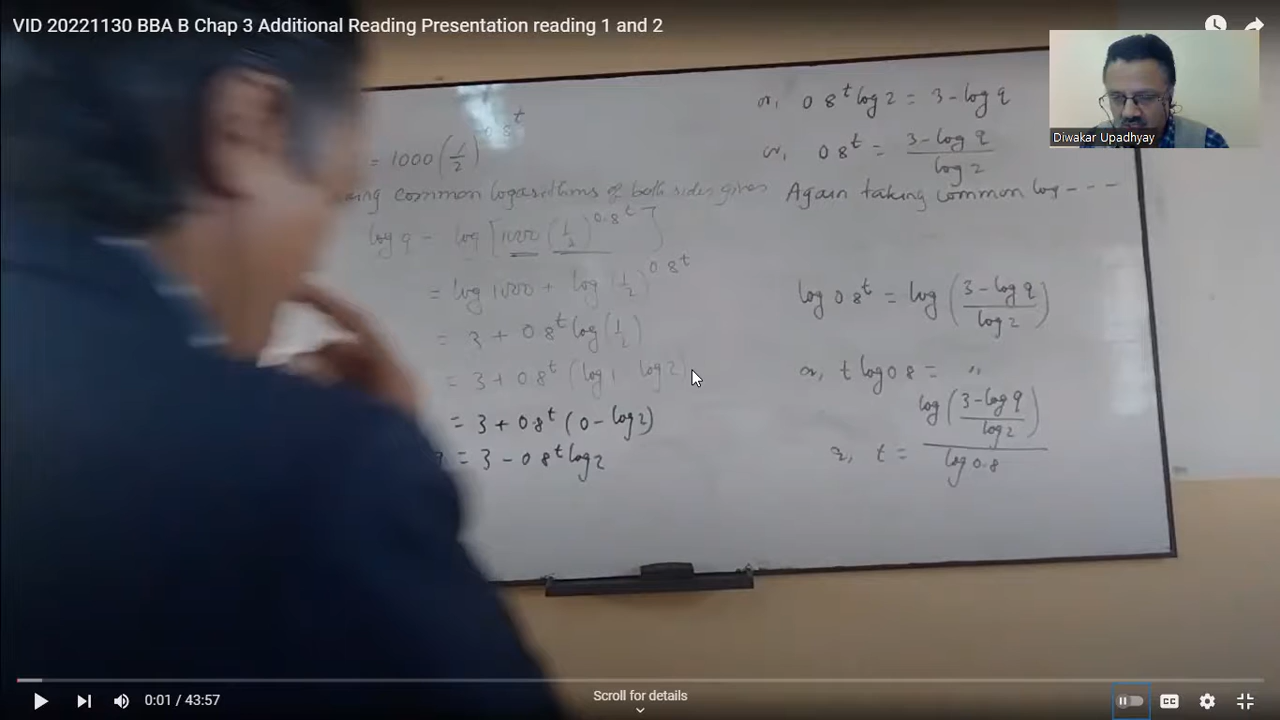 VID 20221130 BBA B Chap 3 Additional Reading Presentation reading 1 and 2
Diwakar Upadhyay
= 1000 (1/2)^0.8^t
common logarithms of both sides gives
log q = log [1000 (1/2)^0.8^t]
= log 1000 + log (1/2)^0.8^t
= 3 + 0.8^t log (1/2)
= 3 + 0.8^t (log 1 log 2)
= 3 + 0.8^t (0 - log 2)
= 3 - 0.8^t log 2
or, 0.8^t log 2 = 3 - log q
or, 0.8^t = (3 - log q) / log 2
Again taking common log - - -
log 0.8^t = log ((3 - log q) / log 2)
or, t log 0.8 = "
or, t = log ((3 - log q) / log 2) / log 0.8
0:01 / 43:57
Scroll for details
CC